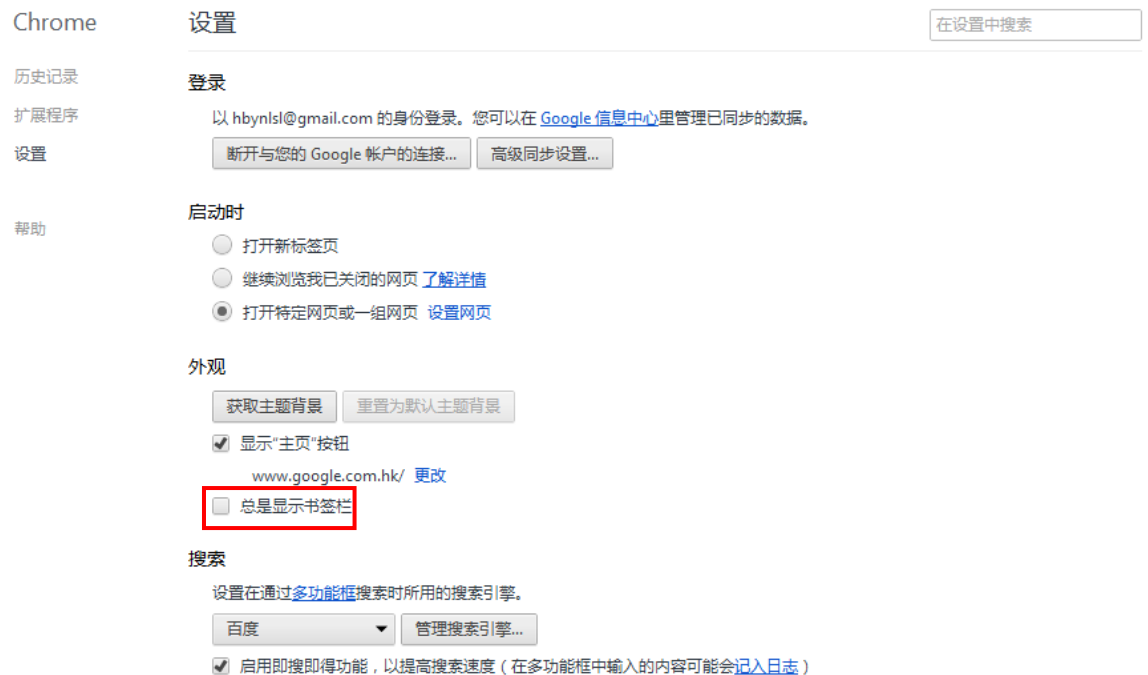 Chrome
设置
在设置中搜索
历史记录
扩展程序
设置
帮助
登录
以 hbynlsl@gmail.com 的身份登录。您可以在 Google 信息中心里管理已同步的数据。
断开与您的 Google 帐户的连接...
高级同步设置...
启动时
打开新标签页
继续浏览我已关闭的网页 了解详情
打开特定网页或一组网页 设置网页
外观
获取主题背景
重置为默认主题背景
显示"主页"按钮
www.google.com.hk/ 更改
总是显示书签栏
搜索
设置在通过多功能框搜索时所用的搜索引擎。
百度
管理搜索引擎...
启用即搜即得功能，以提高搜索速度（在多功能框中输入的内容可能会记入日志）